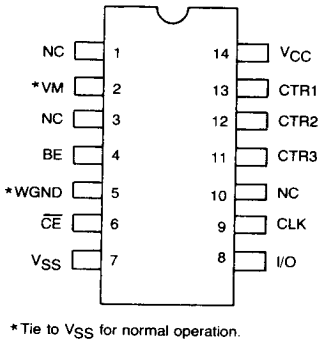 NC 1 14 VCC
*VM 2 13 CTR1
NC 3 12 CTR2
BE 4 11 CTR3
*WGND 5 10 NC
C̅E̅ 6 9 CLK
VSS 7 8 I/O
*Tie to VSS for normal operation.